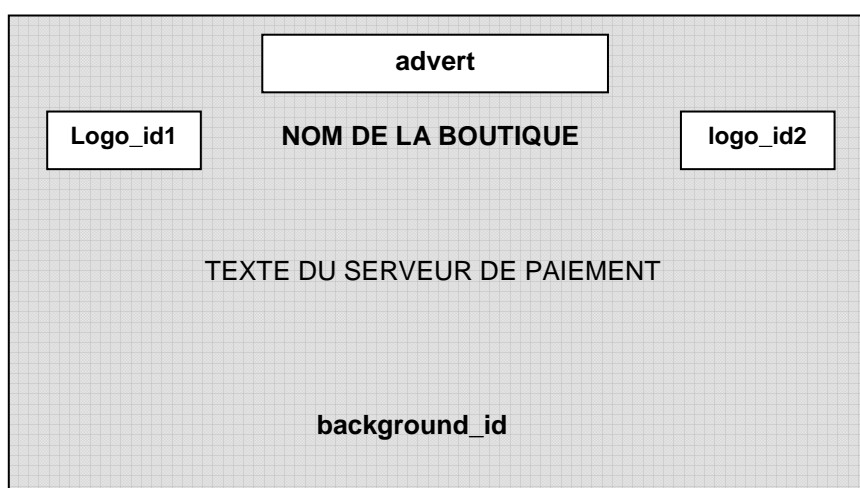 advert
Logo_id1 NOM DE LA BOUTIQUE logo_id2
TEXTE DU SERVEUR DE PAIEMENT
background_id